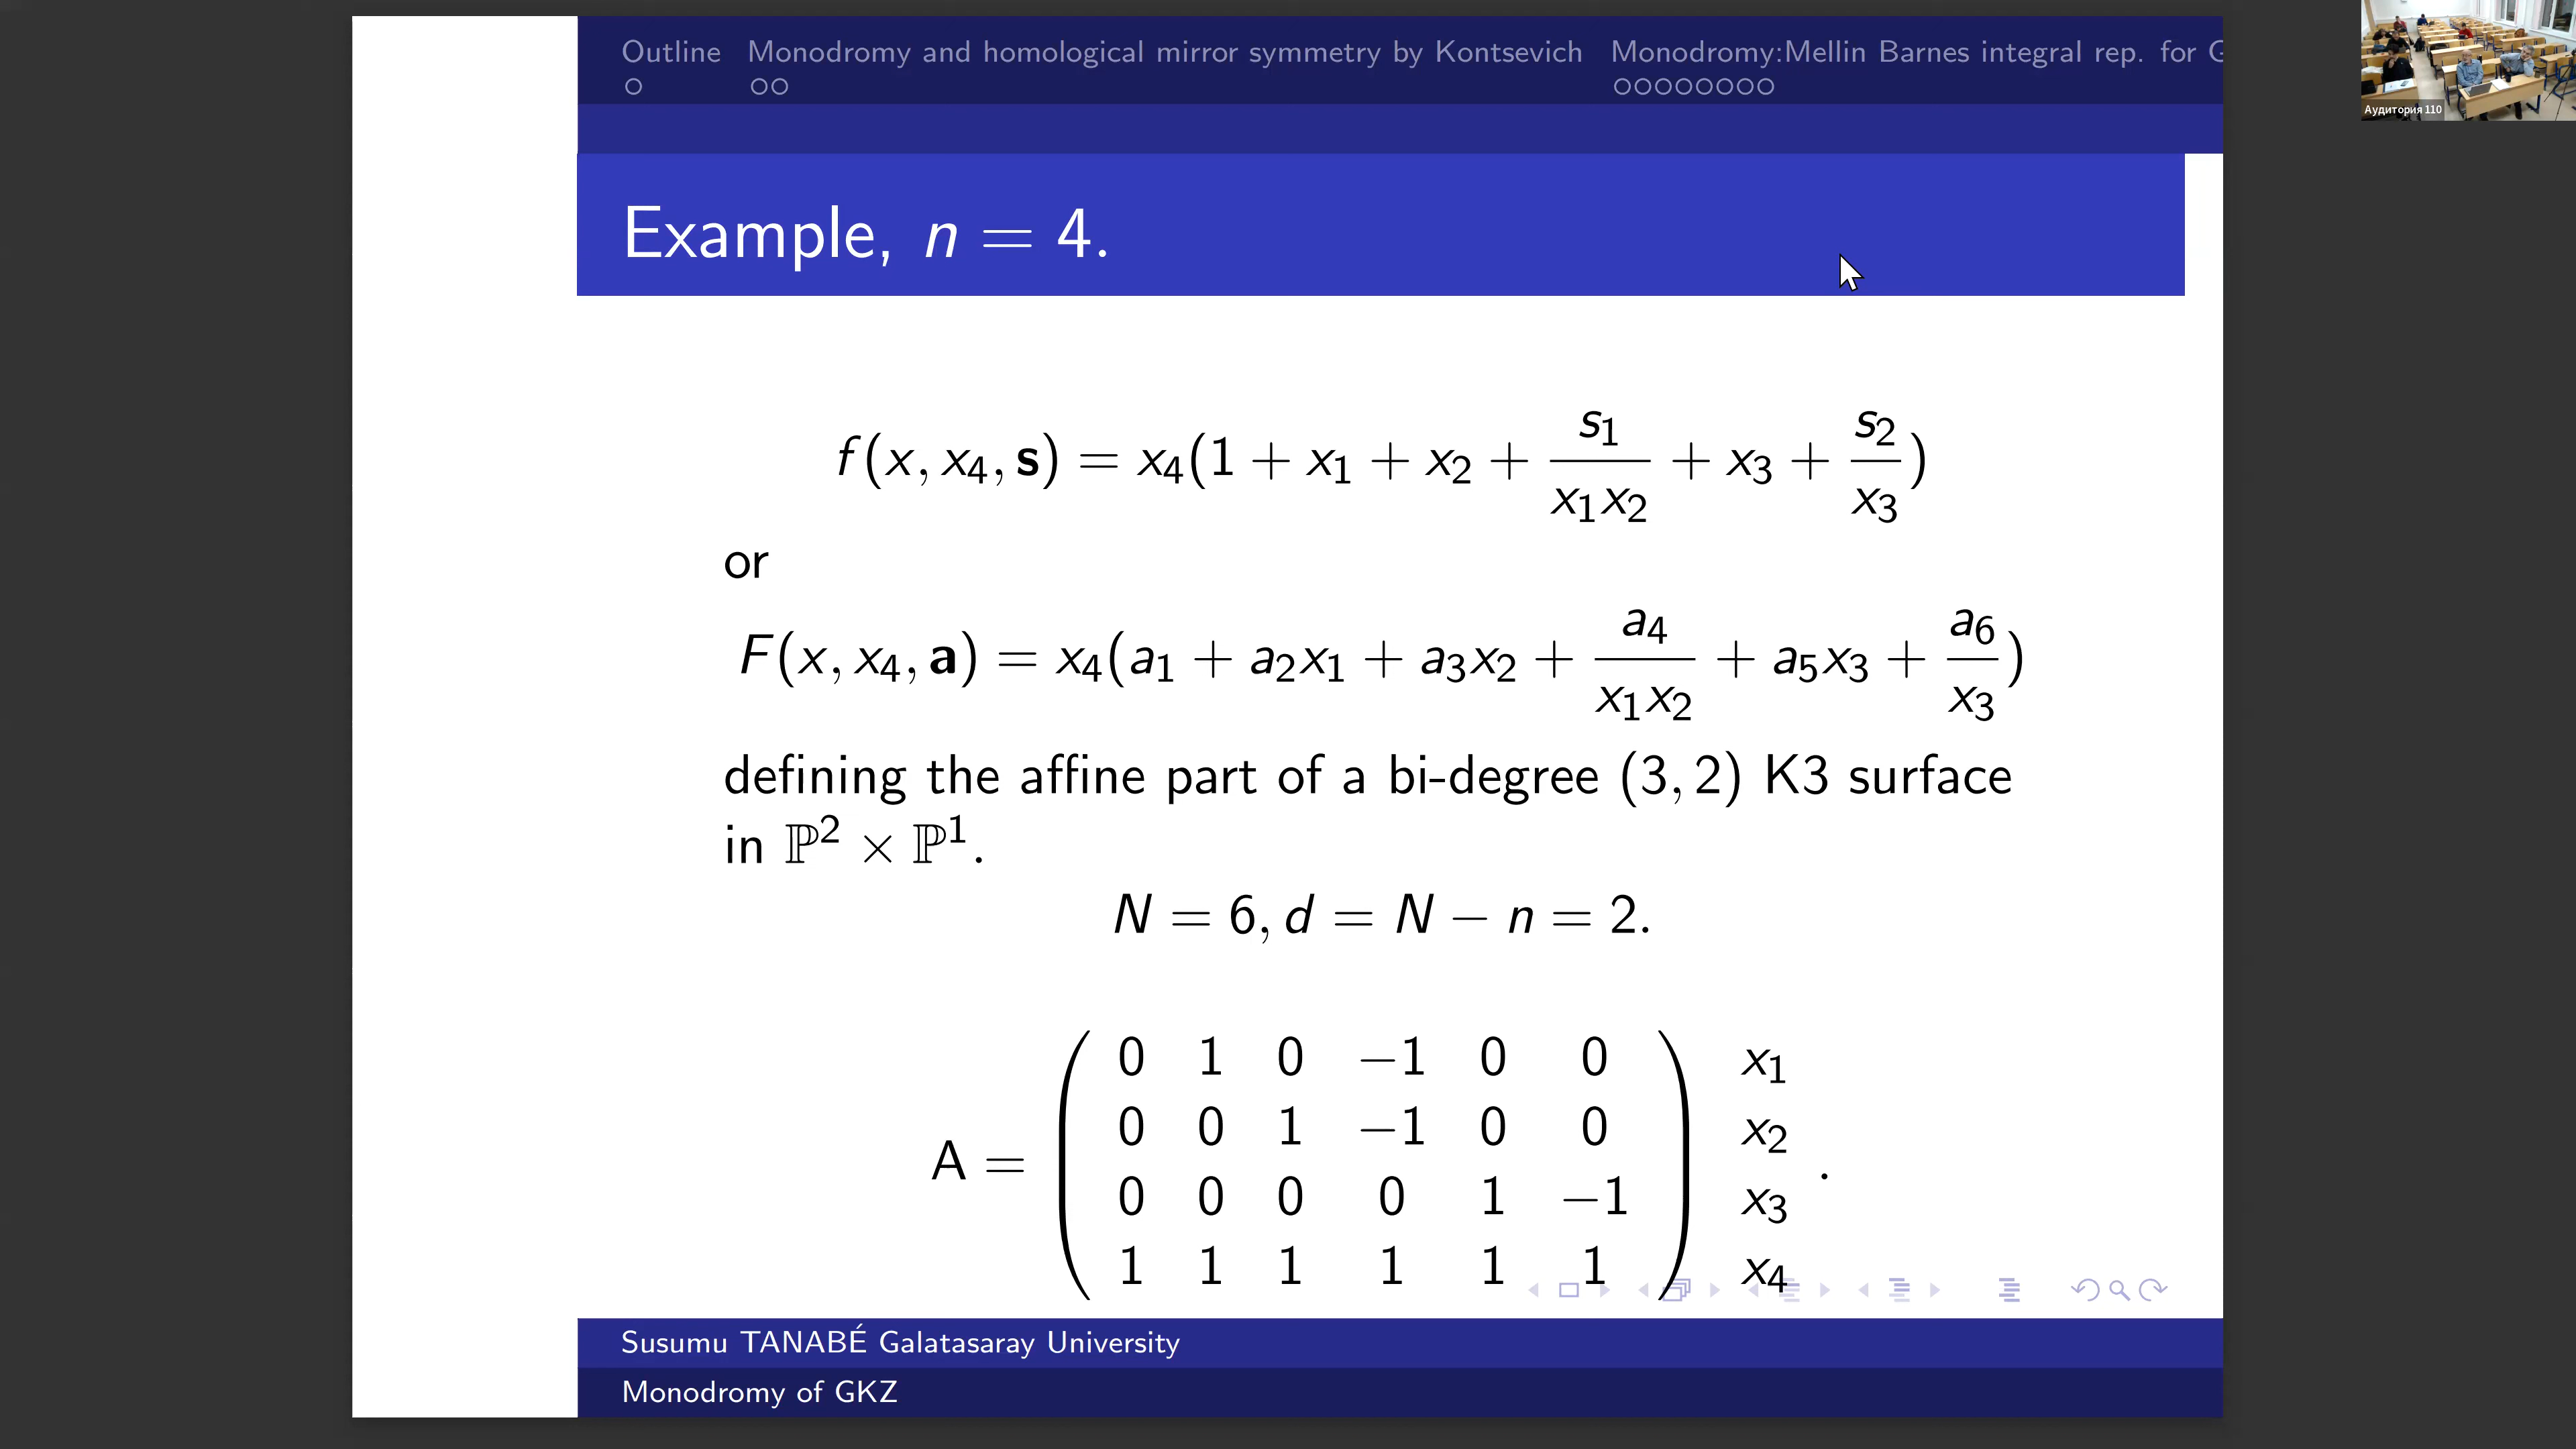 Outline Monodromy and homological mirror symmetry by Kontsevich Monodromy:Mellin Barnes integral rep. for G
Аудитория 110
Example, n = 4.
f(x, x₄, s) = x₄(1 + x₁ + x₂ + s₁/(x₁x₂) + x₃ + s₂/x₃)
or
F(x, x₄, a) = x₄(a₁ + a₂x₁ + a₃x₂ + a₄/(x₁x₂) + a₅x₃ + a₆/x₃)
defining the affine part of a bi-degree (3, 2) K3 surface
in ℙ² × ℙ¹.
N = 6, d = N − n = 2.
0 1 0 −1 0 0 x₁
0 0 1 −1 0 0 x₂
A = .
0 0 0 0 1 −1 x₃
1 1 1 1 1 1 x₄
Susumu TANABÉ Galatasaray University
Monodromy of GKZ